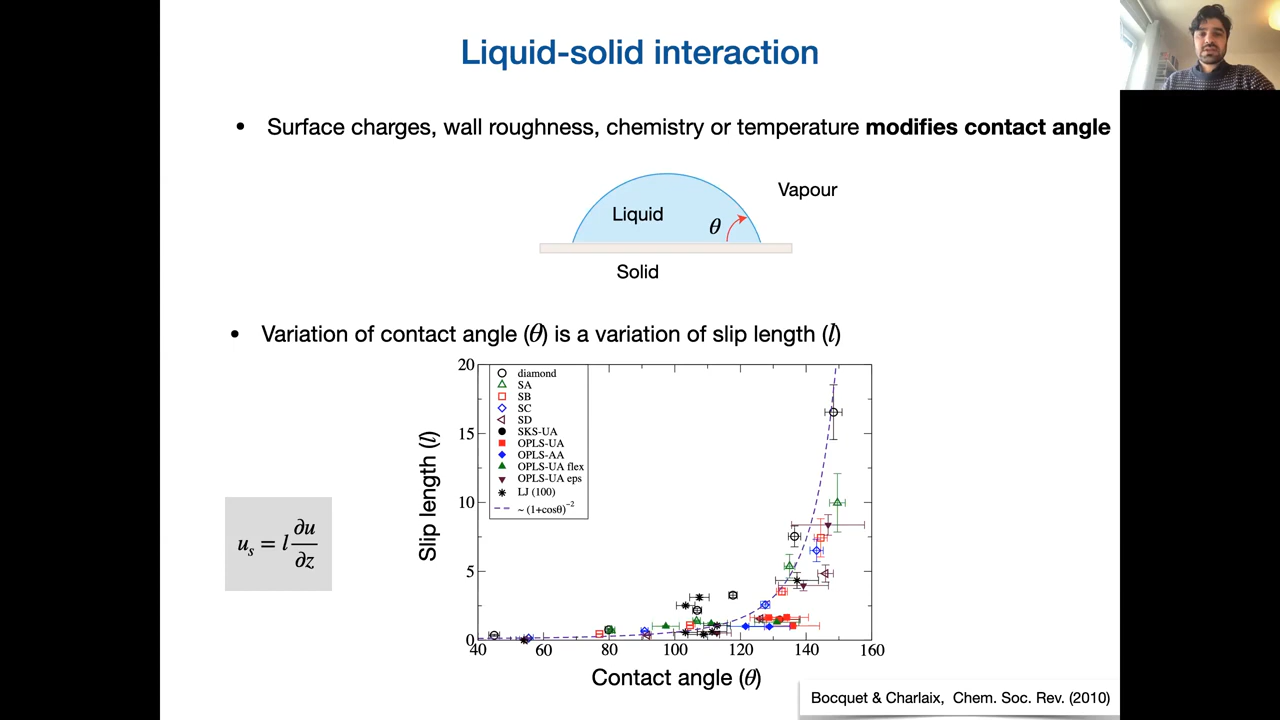 Liquid-solid interaction
• Surface charges, wall roughness, chemistry or temperature modifies contact angle
Vapour
Liquid
θ
Solid
• Variation of contact angle (θ) is a variation of slip length (l)
20
15
10
5
0
Slip length (l)
diamond
SA
SB
SC
SD
SKS-UA
OPLS-UA
OPLS-AA
OPLS-UA flex
OPLS-UA eps
LJ (100)
~ (1+cosθ)⁻²
uₛ = l ∂u/∂z
40 60 80 100 120 140 160
Contact angle (θ)
Bocquet & Charlaix, Chem. Soc. Rev. (2010)